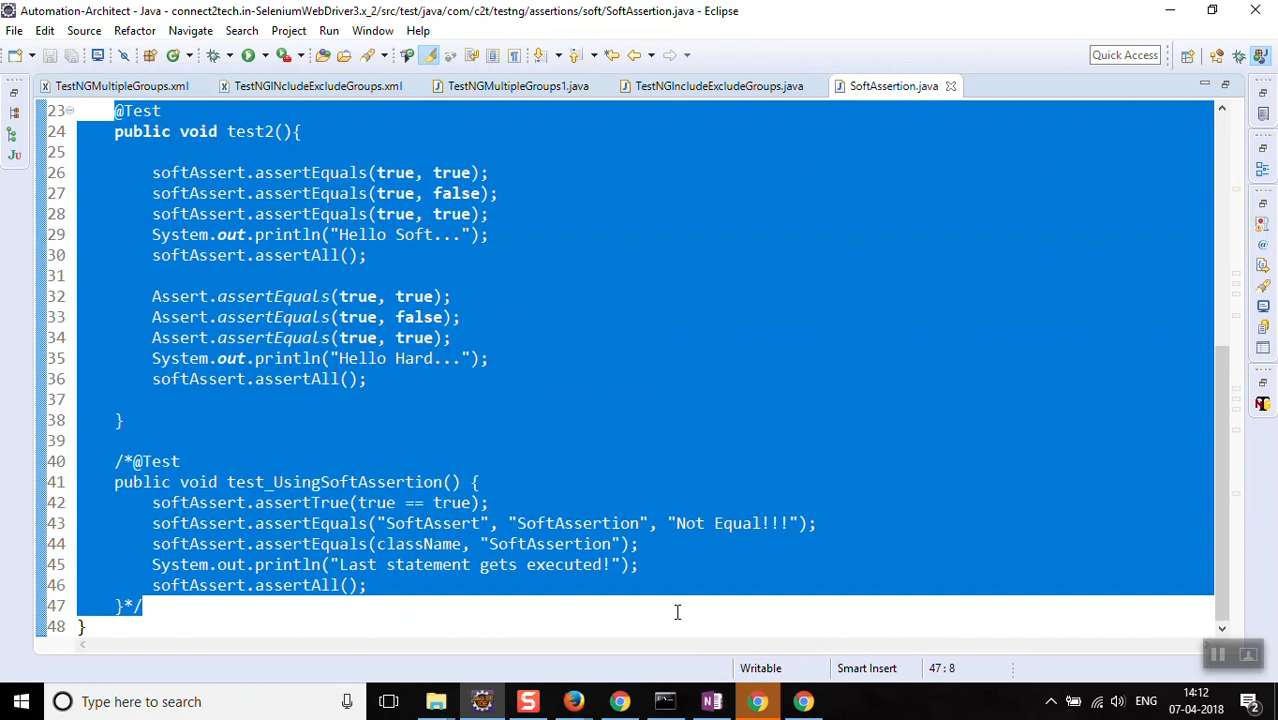 Automation-Architect - Java - connect2tech.in-SeleniumWebDriver3.x_2/src/test/java/com/c2t/testng/assertions/soft/SoftAssertion.java - Eclipse
File Edit Source Refactor Navigate Search Project Run Window Help
Quick Access
TestNGMultipleGroups.xml TestNGINcludeExcludeGroups.xml TestNGMultipleGroups1.java TestNGIncludeExcludeGroups.java SoftAssertion.java
23 @Test
24 public void test2(){
25
26 softAssert.assertEquals(true, true);
27 softAssert.assertEquals(true, false);
28 softAssert.assertEquals(true, true);
29 System.out.println("Hello Soft...");
30 softAssert.assertAll();
31
32 Assert.assertEquals(true, true);
33 Assert.assertEquals(true, false);
34 Assert.assertEquals(true, true);
35 System.out.println("Hello Hard...");
36 softAssert.assertAll();
37
38 }
39
40 /*@Test
41 public void test_UsingSoftAssertion() {
42 softAssert.assertTrue(true == true);
43 softAssert.assertEquals("SoftAssert", "SoftAssertion", "Not Equal!!!");
44 softAssert.assertEquals(className, "SoftAssertion");
45 System.out.println("Last statement gets executed!");
46 softAssert.assertAll();
47 }*/
48 }
Writable Smart Insert 47 : 8
Type here to search
ENG 14:12
07-04-2018
2